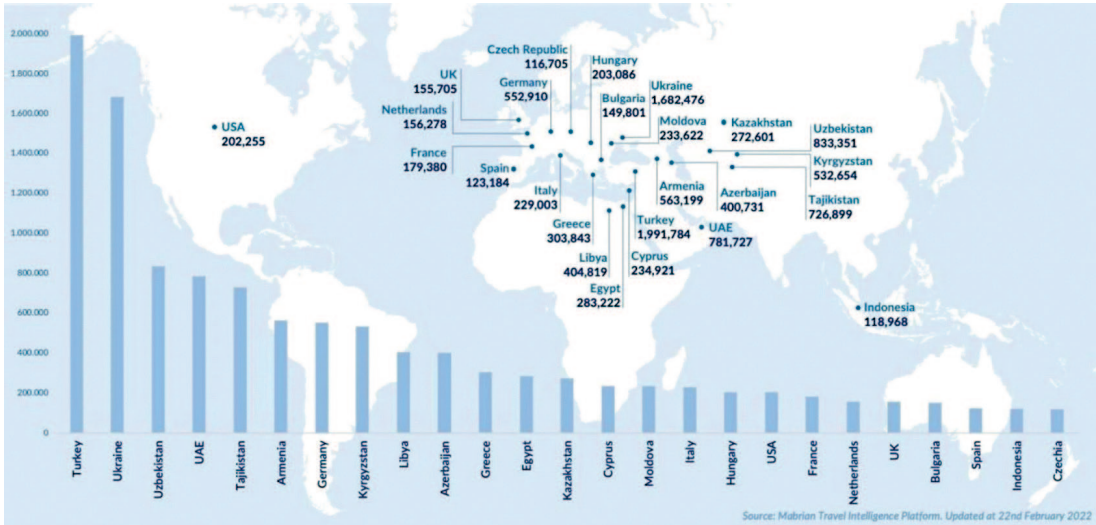 2.000.000
1.800.000
1.600.000
1.400.000
1.200.000
1.000.000
800.000
600.000
400.000
200.000
0
USA
202,255
Czech Republic
116,705
UK
155,705
Germany
552,910
Netherlands
156,278
France
179,380
Spain
123,184
Italy
229,003
Greece
303,843
Libya
404,819
Egypt
283,222
Hungary
203,086
Ukraine
1,682,476
Bulgaria
149,801
Moldova
233,622
Kazakhstan
272,601
Uzbekistan
833,351
Kyrgyzstan
532,654
Tajikistan
726,899
Armenia
563,199
Azerbaijan
400,731
Turkey
1,991,784
UAE
781,727
Cyprus
234,921
Indonesia
118,968
Turkey
Ukraine
Uzbekistan
UAE
Tajikistan
Armenia
Germany
Kyrgyzstan
Libya
Azerbaijan
Greece
Egypt
Kazakhstan
Cyprus
Moldova
Italy
Hungary
USA
France
Netherlands
UK
Bulgaria
Spain
Indonesia
Czechia
Source: Mabrian Travel Intelligence Platform. Updated at 22nd February 2022